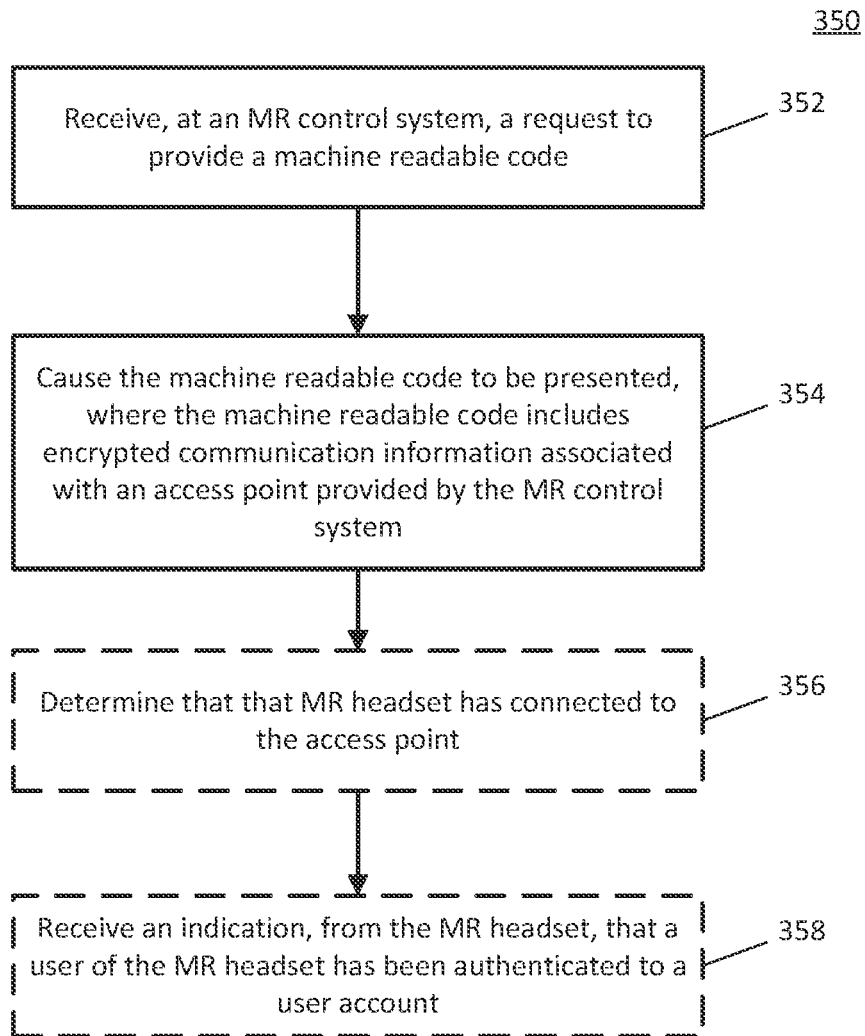 350
Receive, at an MR control system, a request to
provide a machine readable code
352
Cause the machine readable code to be presented,
where the machine readable code includes
encrypted communication information associated
with an access point provided by the MR control
system
354
Determine that that MR headset has connected to
the access point
356
Receive an indication, from the MR headset, that a
user of the MR headset has been authenticated to a
user account
358